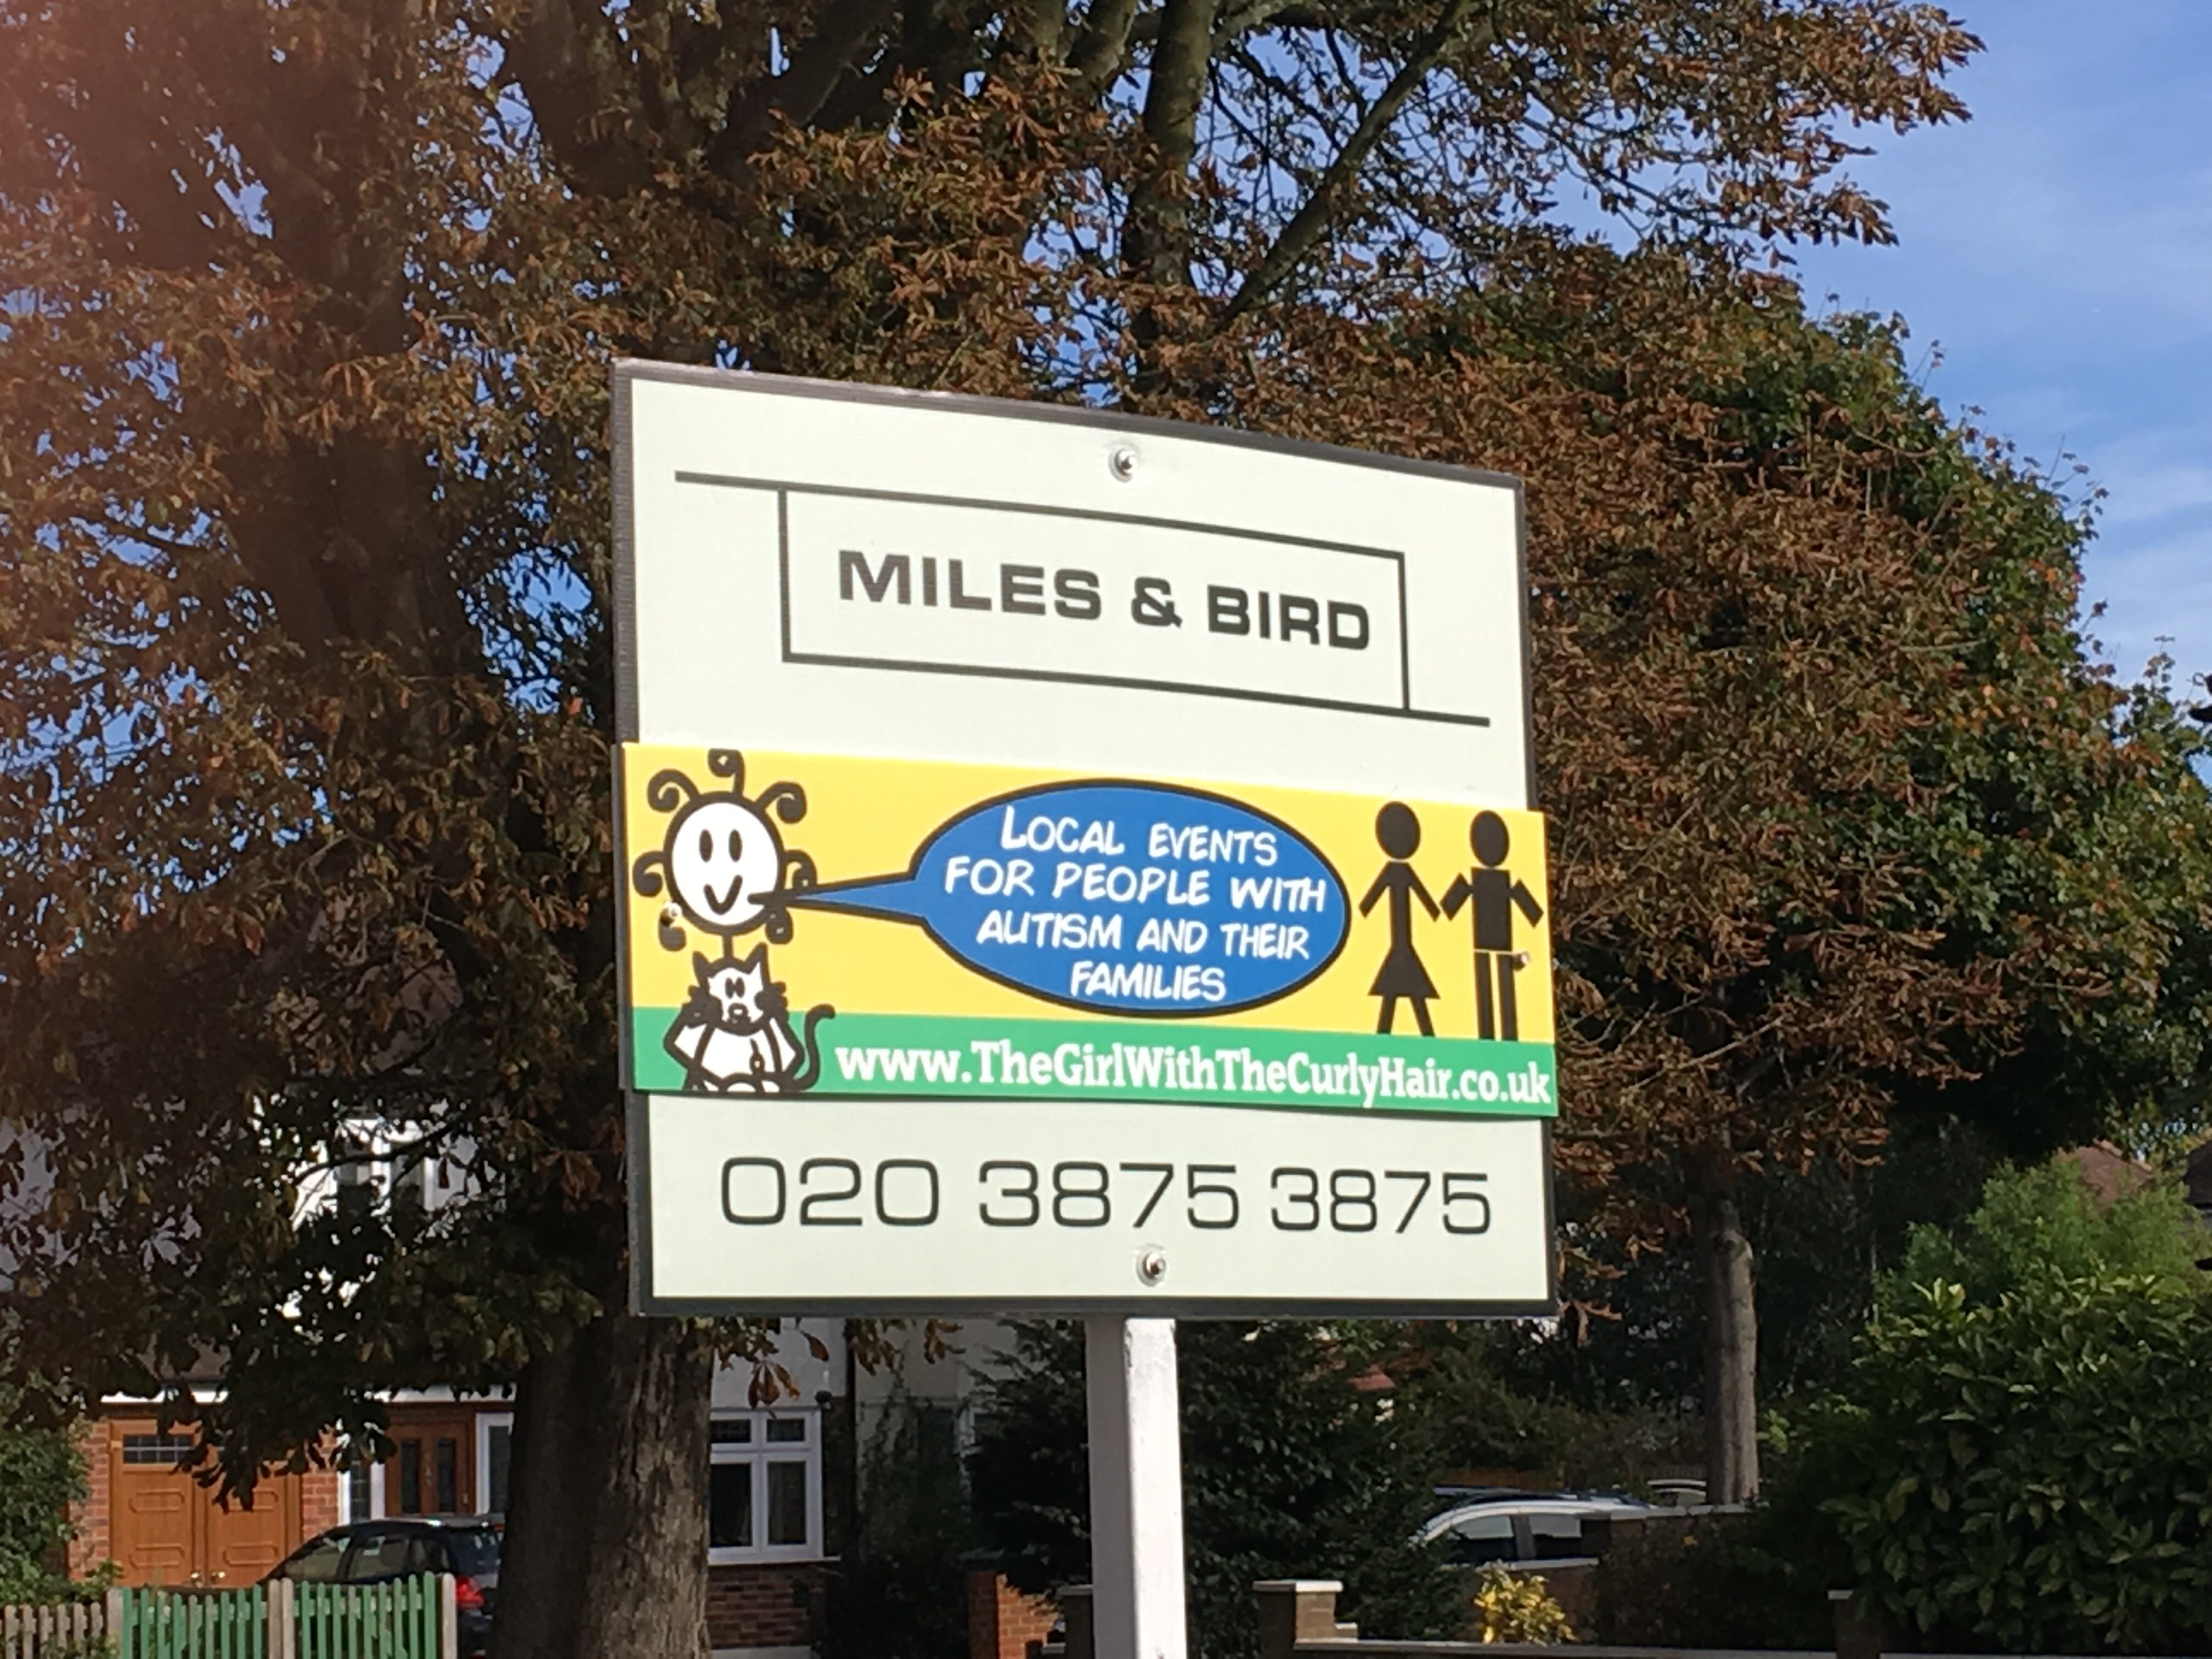 MILES & BIRD
LOCAL EVENTS
FOR PEOPLE WITH
AUTISM AND THEIR
FAMILIES
www.TheGirlWithTheCurlyHair.co.uk
020 3875 3875